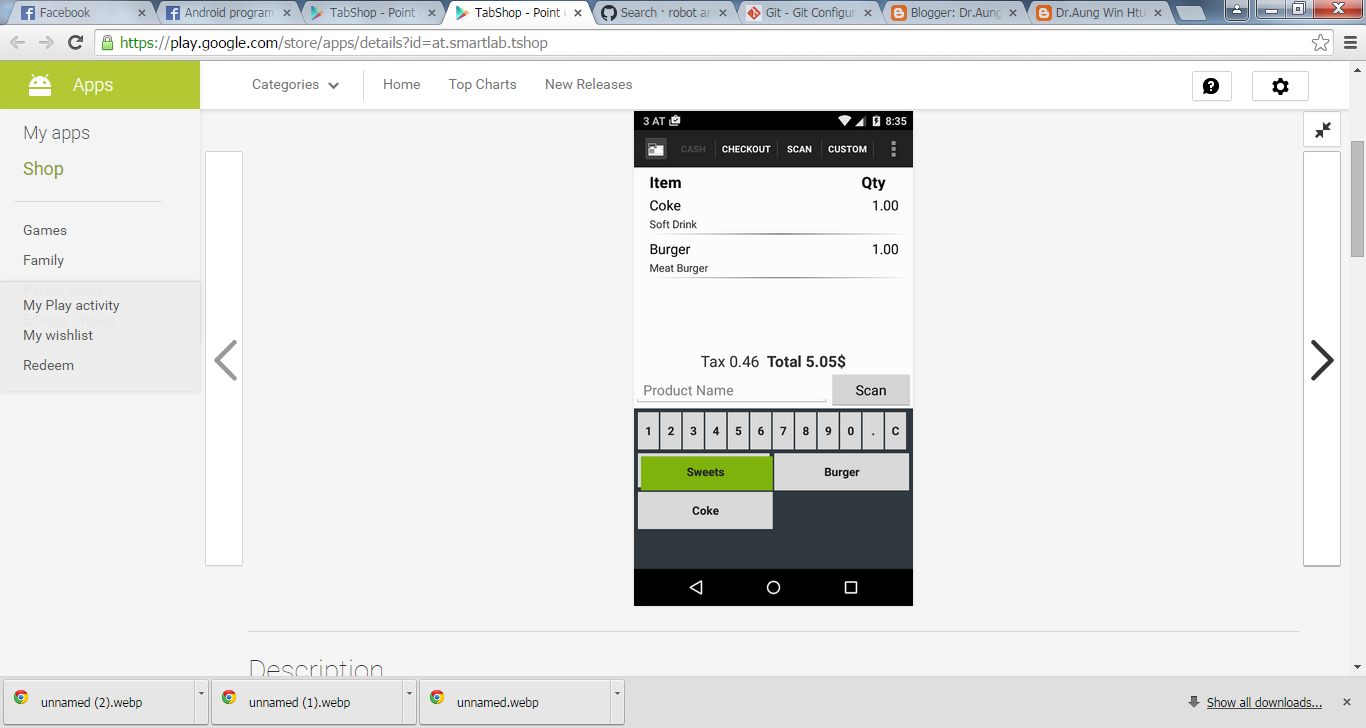 Facebook
Android program
TabShop - Point
TabShop - Point
Search · robot ar
Git - Git Configur
Blogger: Dr.Aung
Dr.Aung Win Htu
https://play.google.com/store/apps/details?id=at.smartlab.tshop
Apps
Categories
Home
Top Charts
New Releases
My apps
Shop
Games
Family
Parent Guide
My Play activity
My wishlist
Redeem
3 AT
8:35
CASH
CHECKOUT
SCAN
CUSTOM
Item Qty
Coke 1.00
Soft Drink
Burger 1.00
Meat Burger
Tax 0.46 Total 5.05$
Product Name
Scan
1 2 3 4 5 6 7 8 9 0 . C
Sweets
Burger
Coke
Description
unnamed (2).webp
unnamed (1).webp
unnamed.webp
Show all downloads...